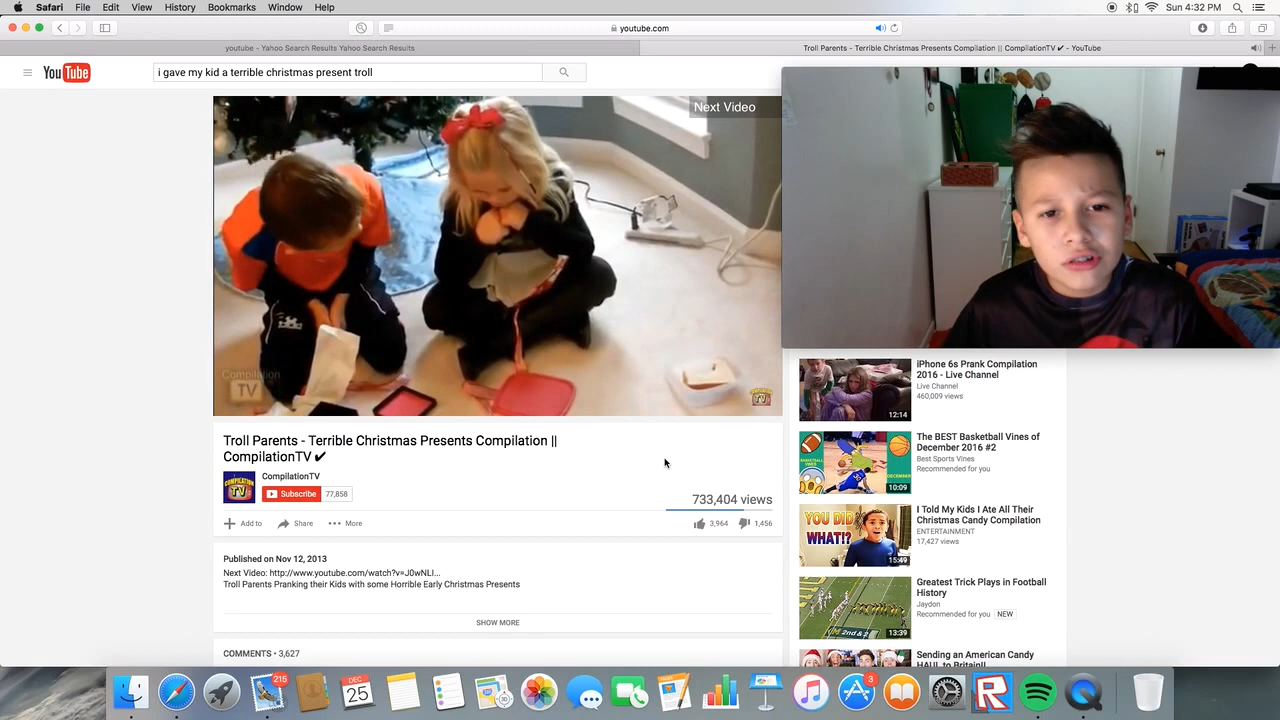 Safari File Edit View History Bookmarks Window Help
Sun 4:32 PM
youtube.com
youtube - Yahoo Search Results Yahoo Search Results
Troll Parents - Terrible Christmas Presents Compilation || CompilationTV ✔ - YouTube
YouTube
i gave my kid a terrible christmas present troll
Next Video
Compilation
TV
Troll Parents - Terrible Christmas Presents Compilation ||
CompilationTV ✔
CompilationTV
Subscribe 77,858
733,404 views
Add to Share More
3,964 1,456
Published on Nov 12, 2013
Next Video: http://www.youtube.com/watch?v=J0wNLI...
Troll Parents Pranking their Kids with some Horrible Early Christmas Presents
SHOW MORE
COMMENTS • 3,627
iPhone 6s Prank Compilation
2016 - Live Channel
Live Channel
460,009 views
12:14
The BEST Basketball Vines of
December 2016 #2
Best Sports Vines
Recommended for you
10:09
I Told My Kids I Ate All Their
Christmas Candy Compilation
ENTERTAINMENT
17,427 views
YOU DID
WHAT!?
15:49
Greatest Trick Plays in Football
History
Jaydon
Recommended for you NEW
2nd & 2
13:39
Sending an American Candy
HAUL to Britain!!
215
DEC
25
3